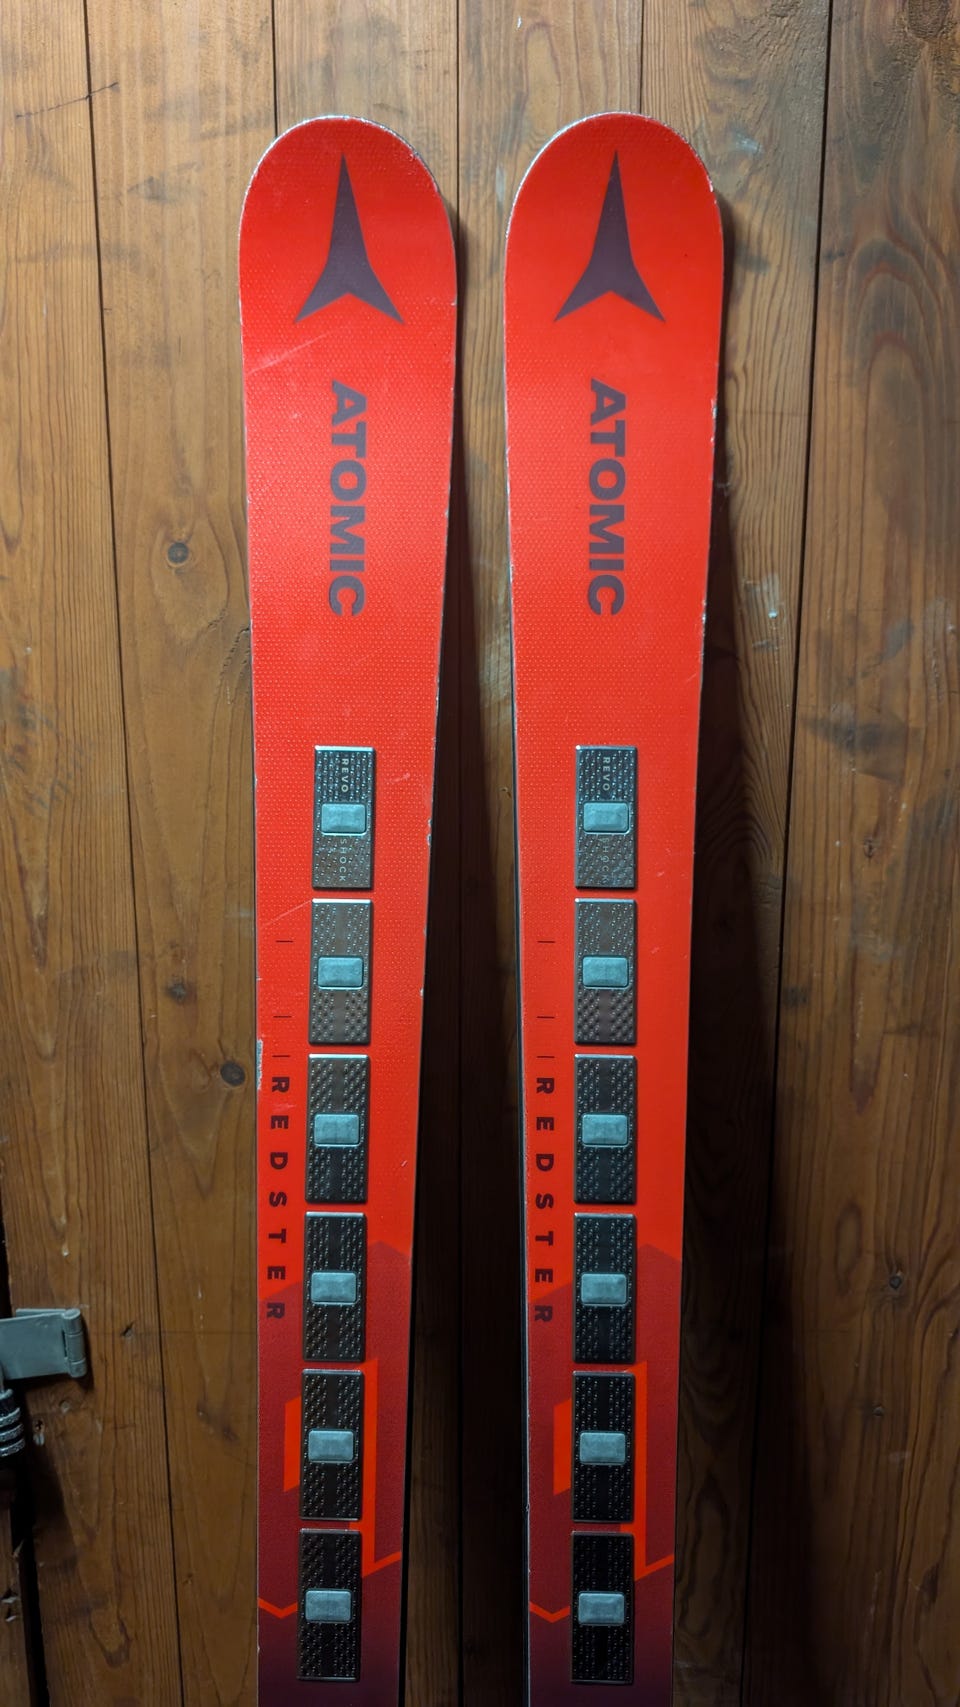 ATOMIC
REVO
SHOCK
REDSTER
ATOMIC
REVO
SHOCK
REDSTER